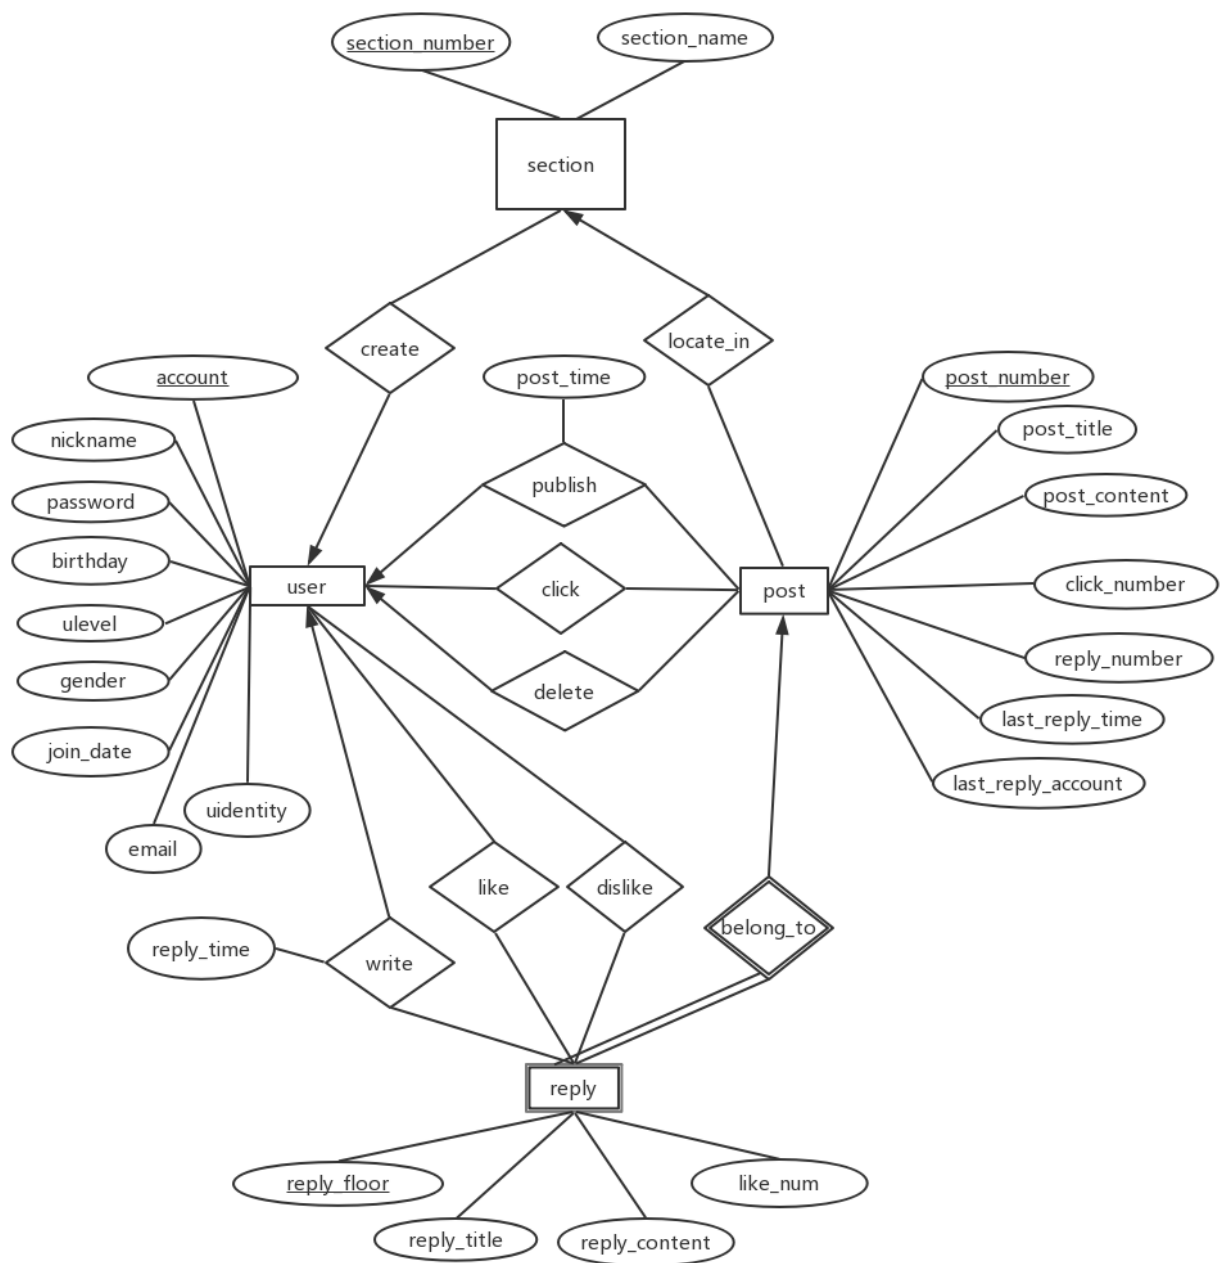 section_number
section_name
section
create
locate_in
account
post_time
post_number
nickname
post_title
password
publish
post_content
birthday
user
click
post
click_number
ulevel
gender
delete
reply_number
join_date
last_reply_time
uidentity
last_reply_account
email
like
dislike
belong_to
reply_time
write
reply
reply_floor
like_num
reply_title
reply_content